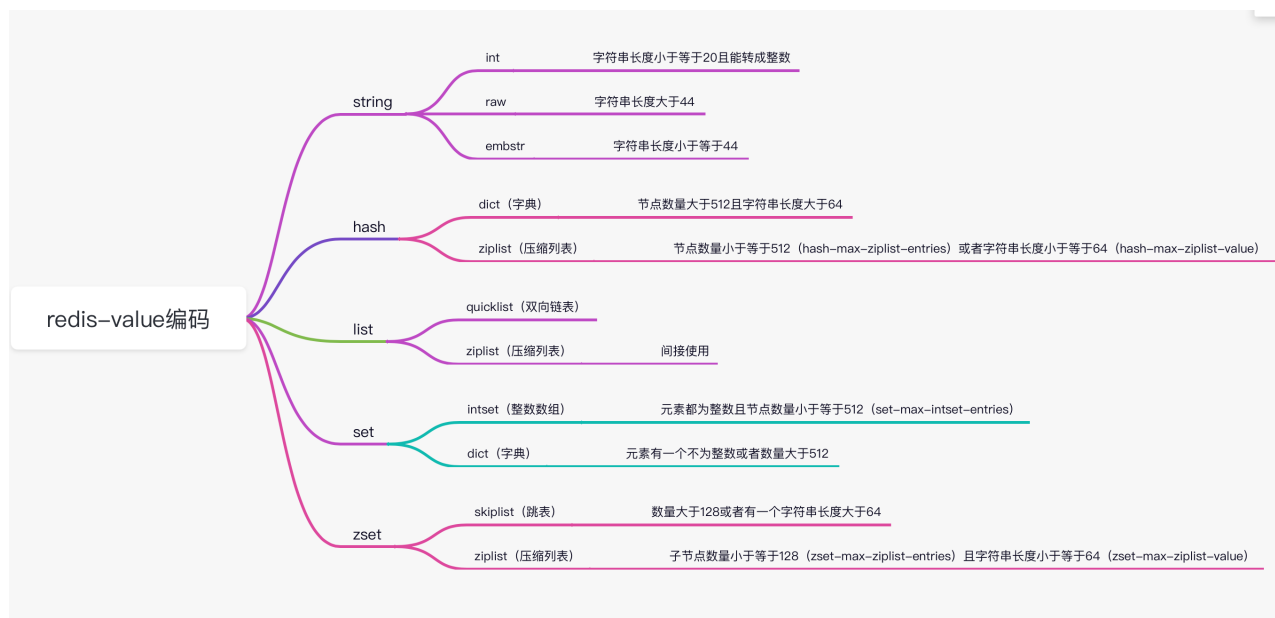 redis-value编码
string
int
字符串长度小于等于20且能转成整数
raw
字符串长度大于44
embstr
字符串长度小于等于44
hash
dict（字典）
节点数量大于512且字符串长度大于64
ziplist（压缩列表）
节点数量小于等于512（hash-max-ziplist-entries）或者字符串长度小于等于64（hash-max-ziplist-value）
list
quicklist（双向链表）
ziplist（压缩列表）
间接使用
set
intset（整数数组）
元素都为整数且节点数量小于等于512（set-max-intset-entries）
dict（字典）
元素有一个不为整数或者数量大于512
zset
skiplist（跳表）
数量大于128或者有一个字符串长度大于64
ziplist（压缩列表）
子节点数量小于等于128（zset-max-ziplist-entries）且字符串长度小于等于64（zset-max-ziplist-value）